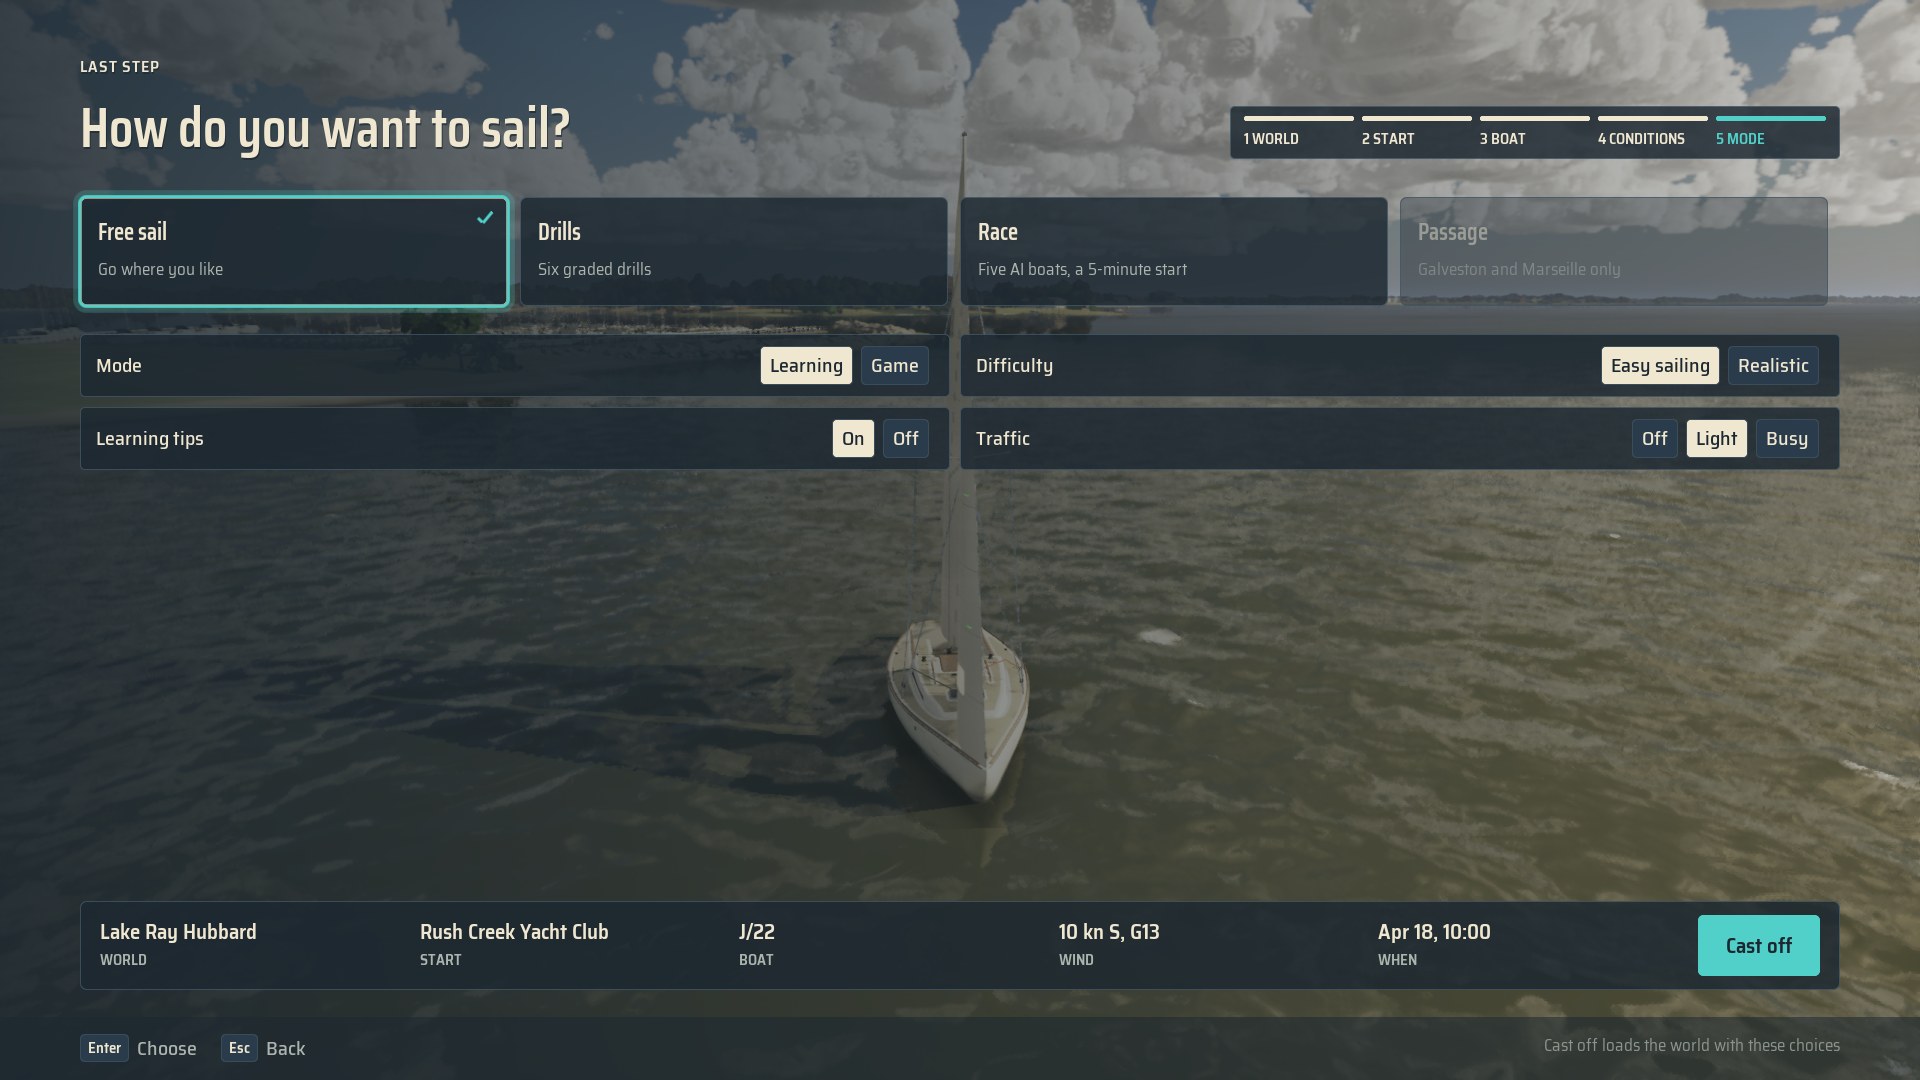 LAST STEP
How do you want to sail?
1 WORLD
2 START
3 BOAT
4 CONDITIONS
5 MODE
Free sail
Go where you like
Drills
Six graded drills
Race
Five AI boats, a 5-minute start
Passage
Galveston and Marseille only
Mode
Learning
Game
Difficulty
Easy sailing
Realistic
Learning tips
On
Off
Traffic
Off
Light
Busy
Lake Ray Hubbard
WORLD
Rush Creek Yacht Club
START
J/22
BOAT
10 kn S, G13
WIND
Apr 18, 10:00
WHEN
Cast off
Enter
Choose
Esc
Back
Cast off loads the world with these choices